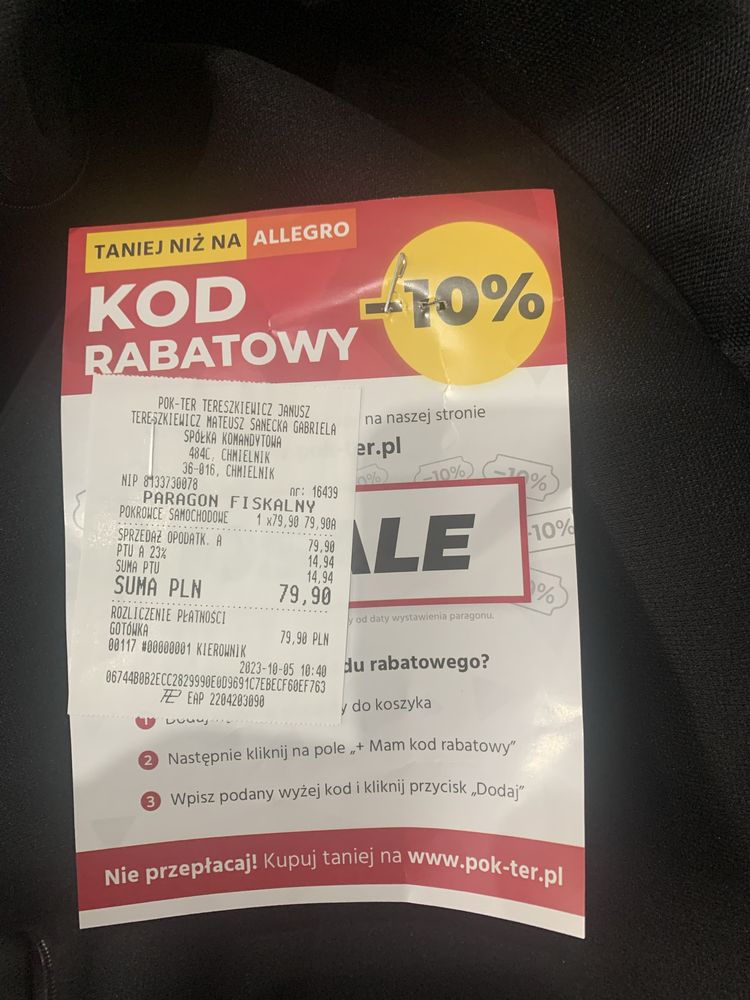 TANIEJ NIŻ NA ALLEGRO
KOD
RABATOWY
-10%
na naszej stronie
er.pl
-10%
-10%
-10%
ALE
y od daty wystawienia paragonu.
du rabatowego?
1
y do koszyka
2 Następnie kliknij na pole „+ Mam kod rabatowy”
3 Wpisz podany wyżej kod i kliknij przycisk „Dodaj”
Nie przepłacaj! Kupuj taniej na www.pok-ter.pl
POK-TER TERESZKIEWICZ JANUSZ
TERESZKIEWICZ MATEUSZ SANECKA GABRIELA
SPÓŁKA KOMANDYTOWA
484C, CHMIELNIK
36-016, CHMIELNIK
NIP 8133730078 nr: 16439
PARAGON FISKALNY
POKROWCE SAMOCHODOWE 1 x79,90 79,90A
SPRZEDAŻ OPODATK. A 79,90
PTU A 23% 14,94
SUMA PTU 14,94
SUMA PLN 79,90
ROZLICZENIE PŁATNOŚCI
GOTÓWKA 79,90 PLN
00117 #00000001 KIEROWNIK
2023-10-05 10:40
06744B0B2ECC2829990E0D9691C7EBECF60EF763
EAP 2204203090